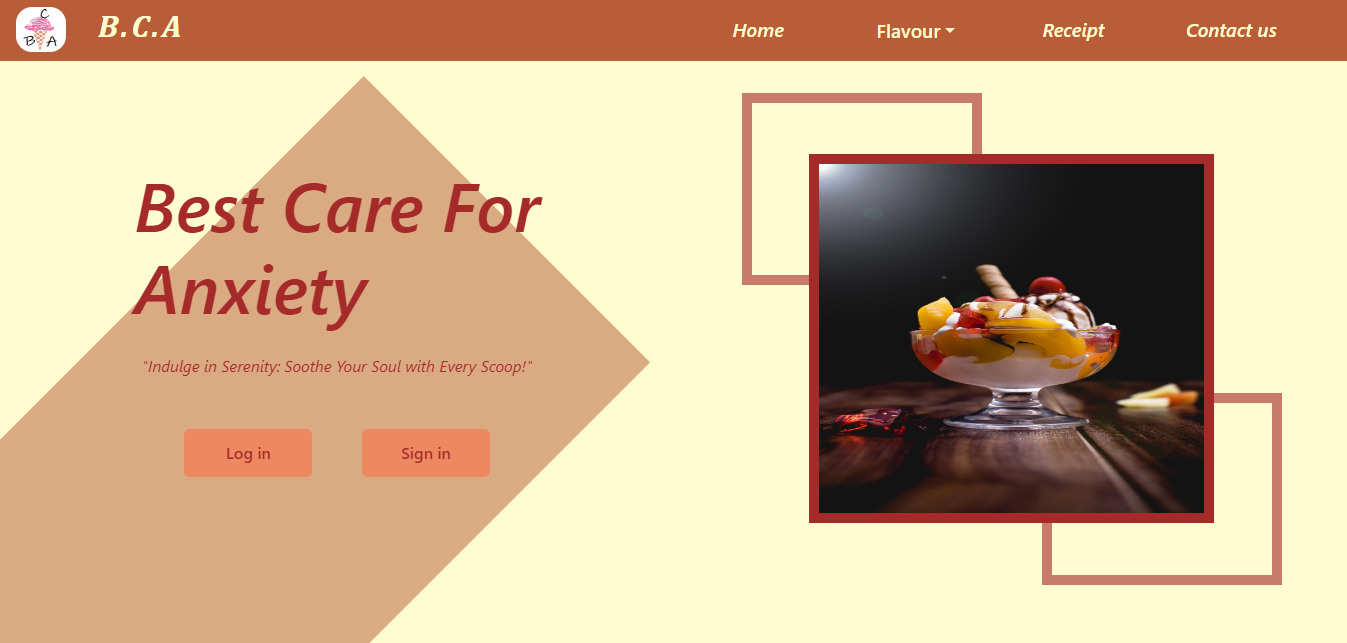 C
B A
B.C.A
Home
Flavour
Receipt
Contact us
Best Care For
Anxiety
"Indulge in Serenity: Soothe Your Soul with Every Scoop!"
Log in
Sign in